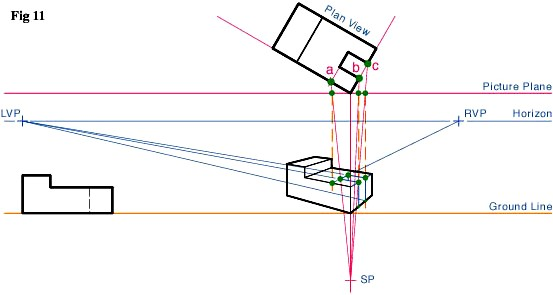 Fig 11
Plan View
a
b
c
Picture Plane
LVP
RVP
Horizon
Ground Line
SP